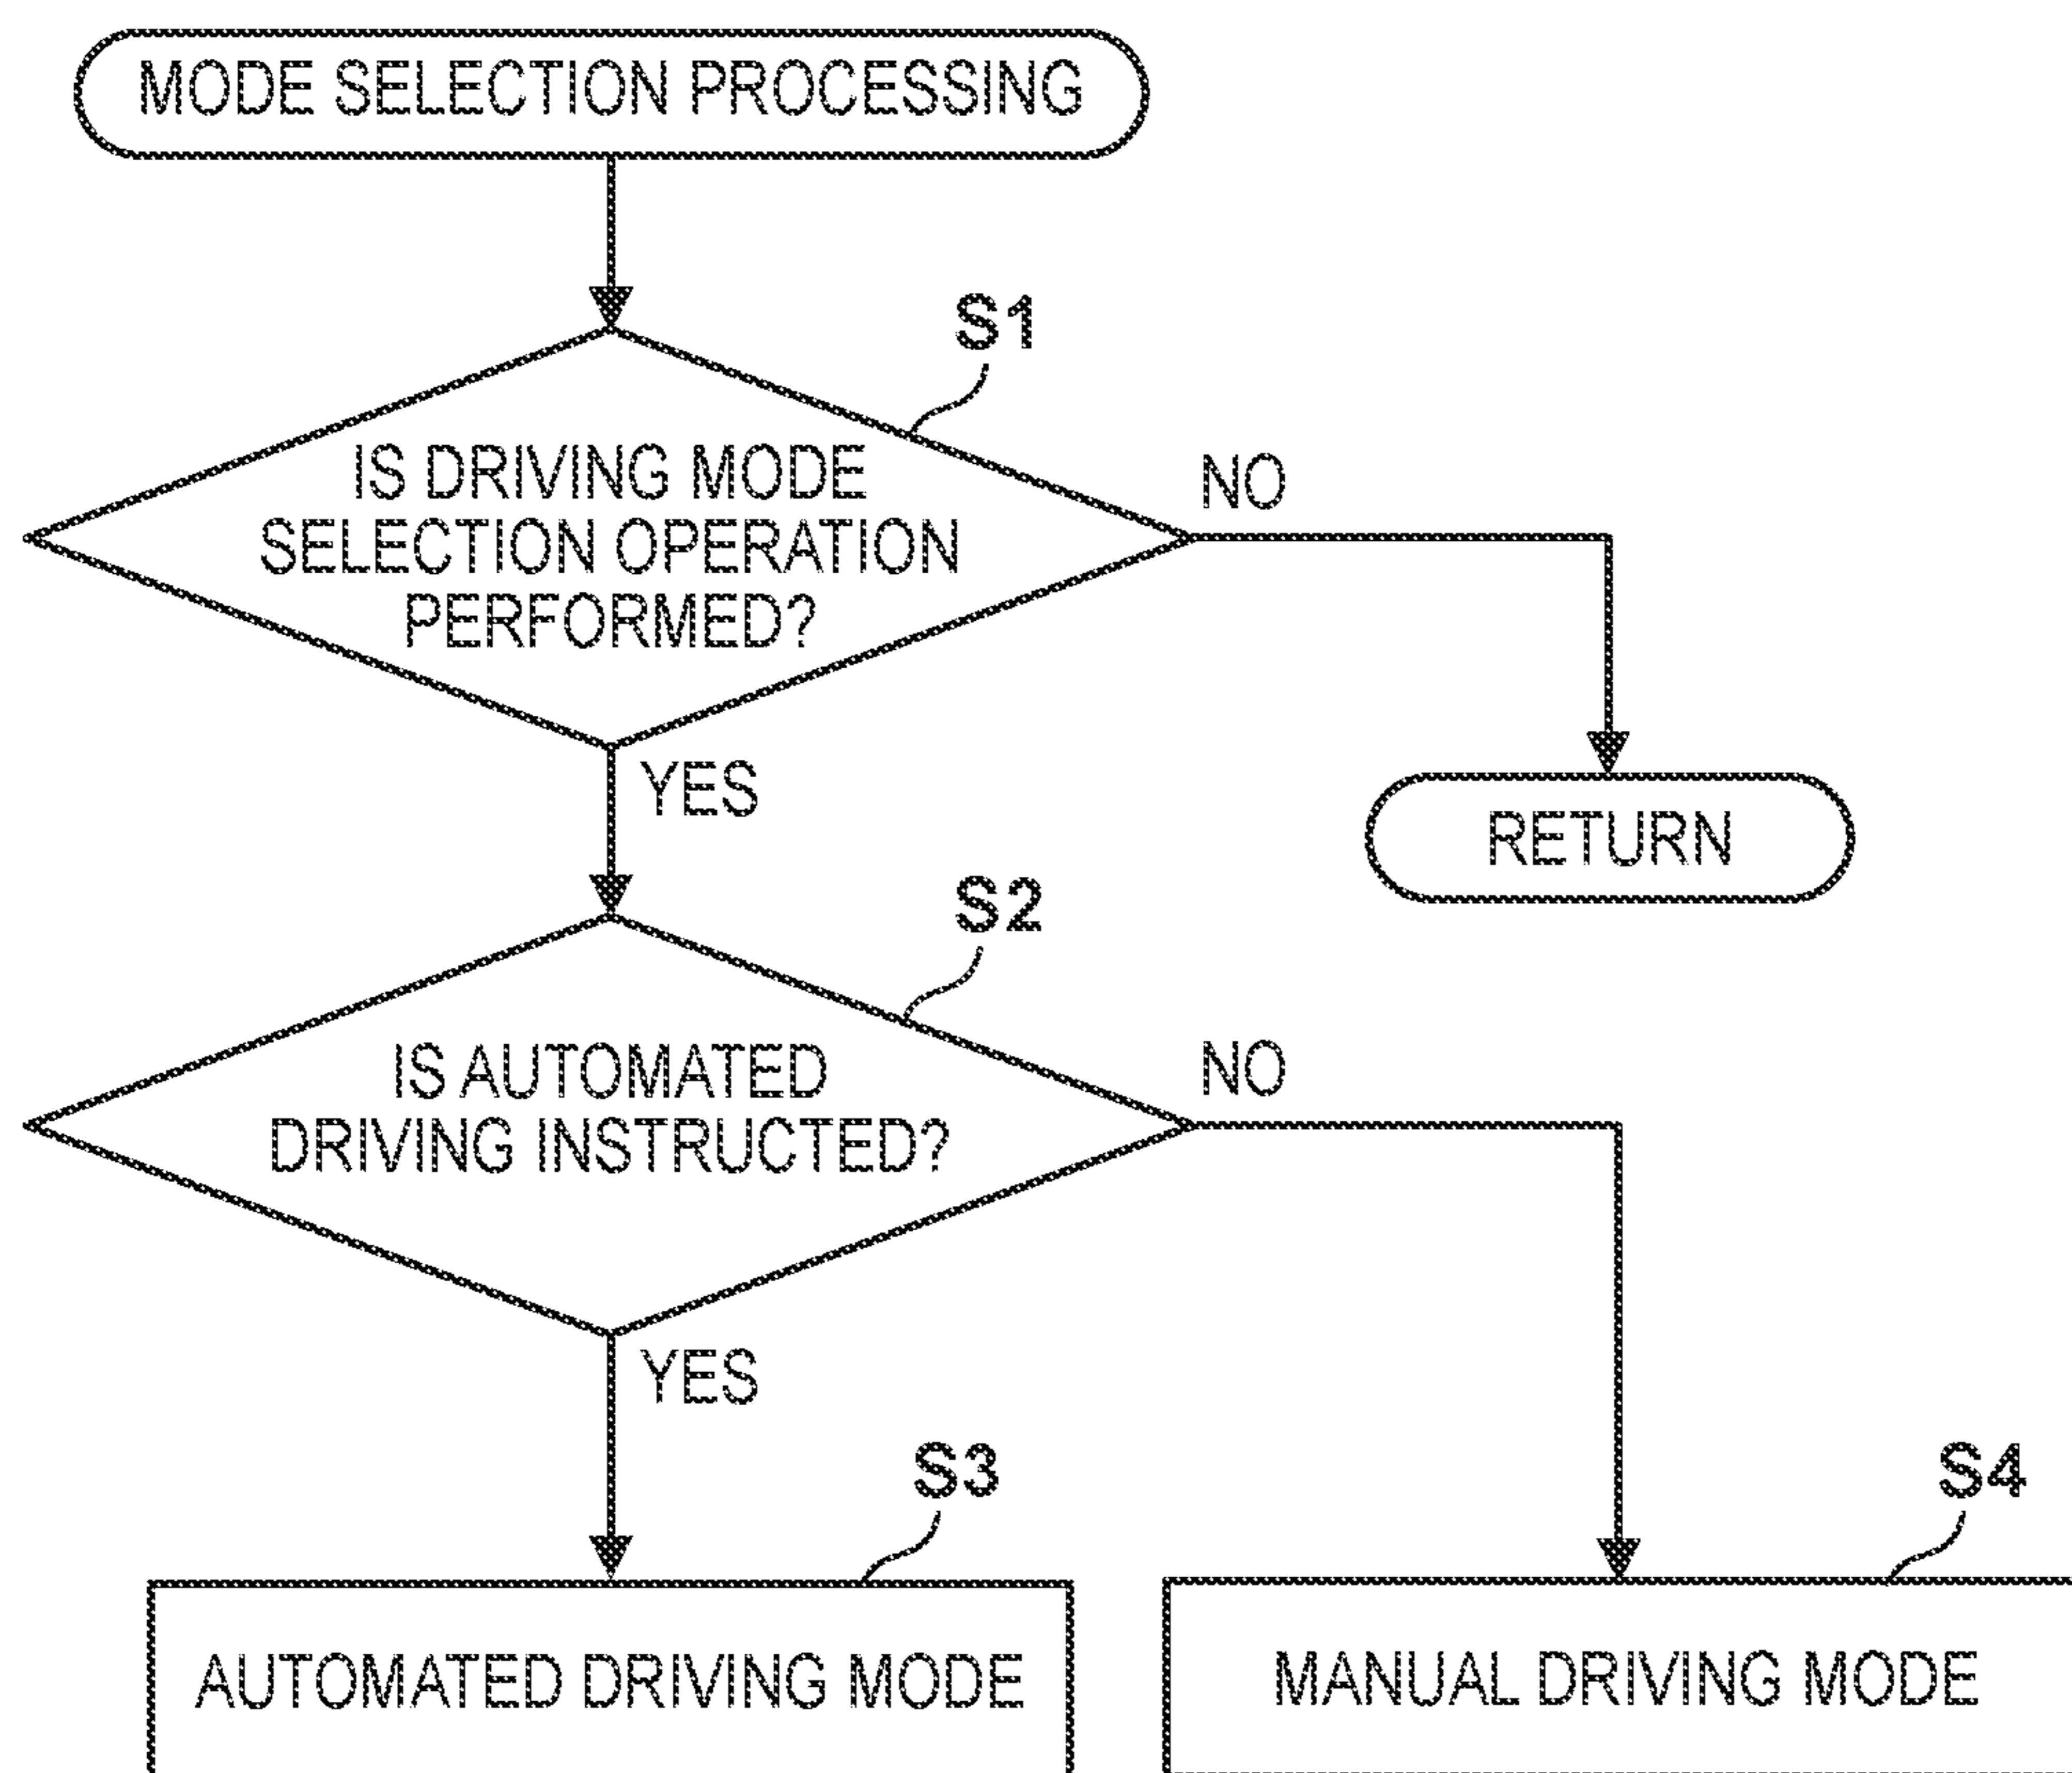 MODE SELECTION PROCESSING
S1
IS DRIVING MODE
SELECTION OPERATION
PERFORMED?
NO
YES
RETURN
S2
IS AUTOMATED
DRIVING INSTRUCTED?
NO
YES
S3
S4
AUTOMATED DRIVING MODE
MANUAL DRIVING MODE